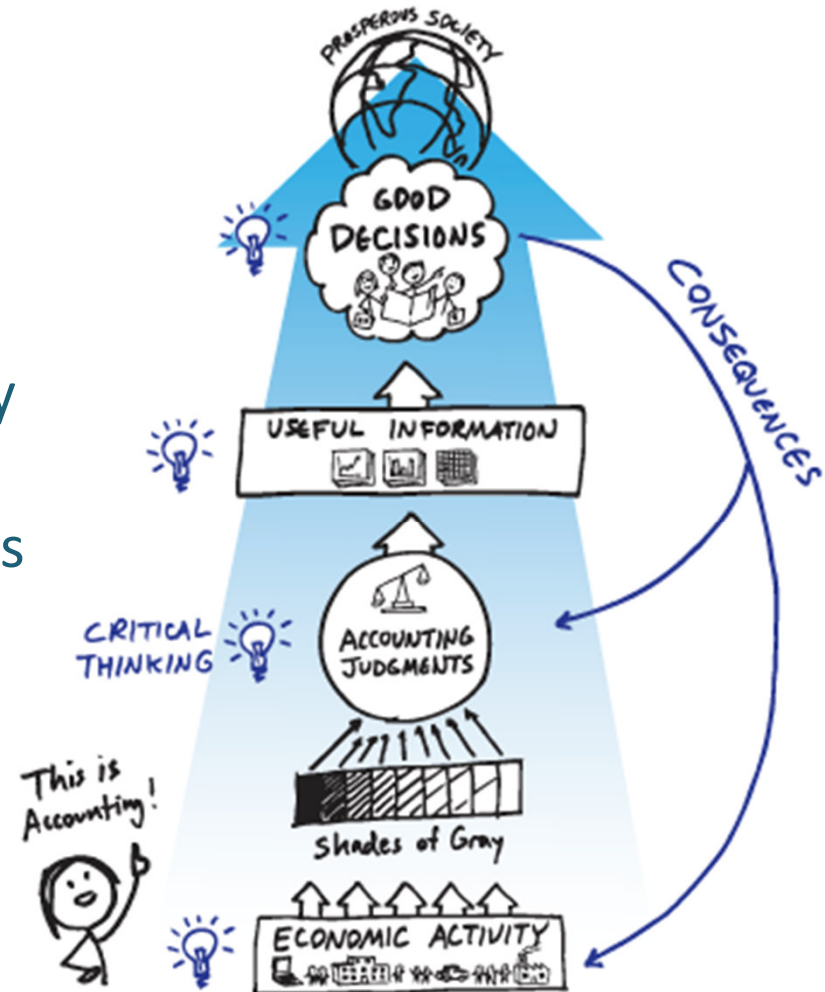 PROSPEROUS SOCIETY
GOOD
DECISIONS
CONSEQUENCES
y
USEFUL INFORMATION
s
CRITICAL
THINKING
ACCOUNTING
JUDGMENTS
This is
Accounting!
Shades of Gray
ECONOMIC ACTIVITY